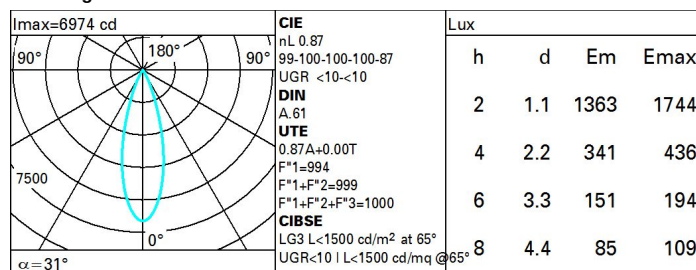 Imax=6974 cd
90°
180°
90°
7500
0°
α=31°
CIE
nL 0.87
99-100-100-100-87
UGR <10-<10
DIN
A.61
UTE
0.87A+0.00T
F"1=994
F"1+F"2=999
F"1+F"2+F"3=1000
CIBSE
LG3 L<1500 cd/m² at 65°
UGR<10 | L<1500 cd/mq @65°
Lux
h d Em Emax
2 1.1 1363 1744
4 2.2 341 436
6 3.3 151 194
8 4.4 85 109